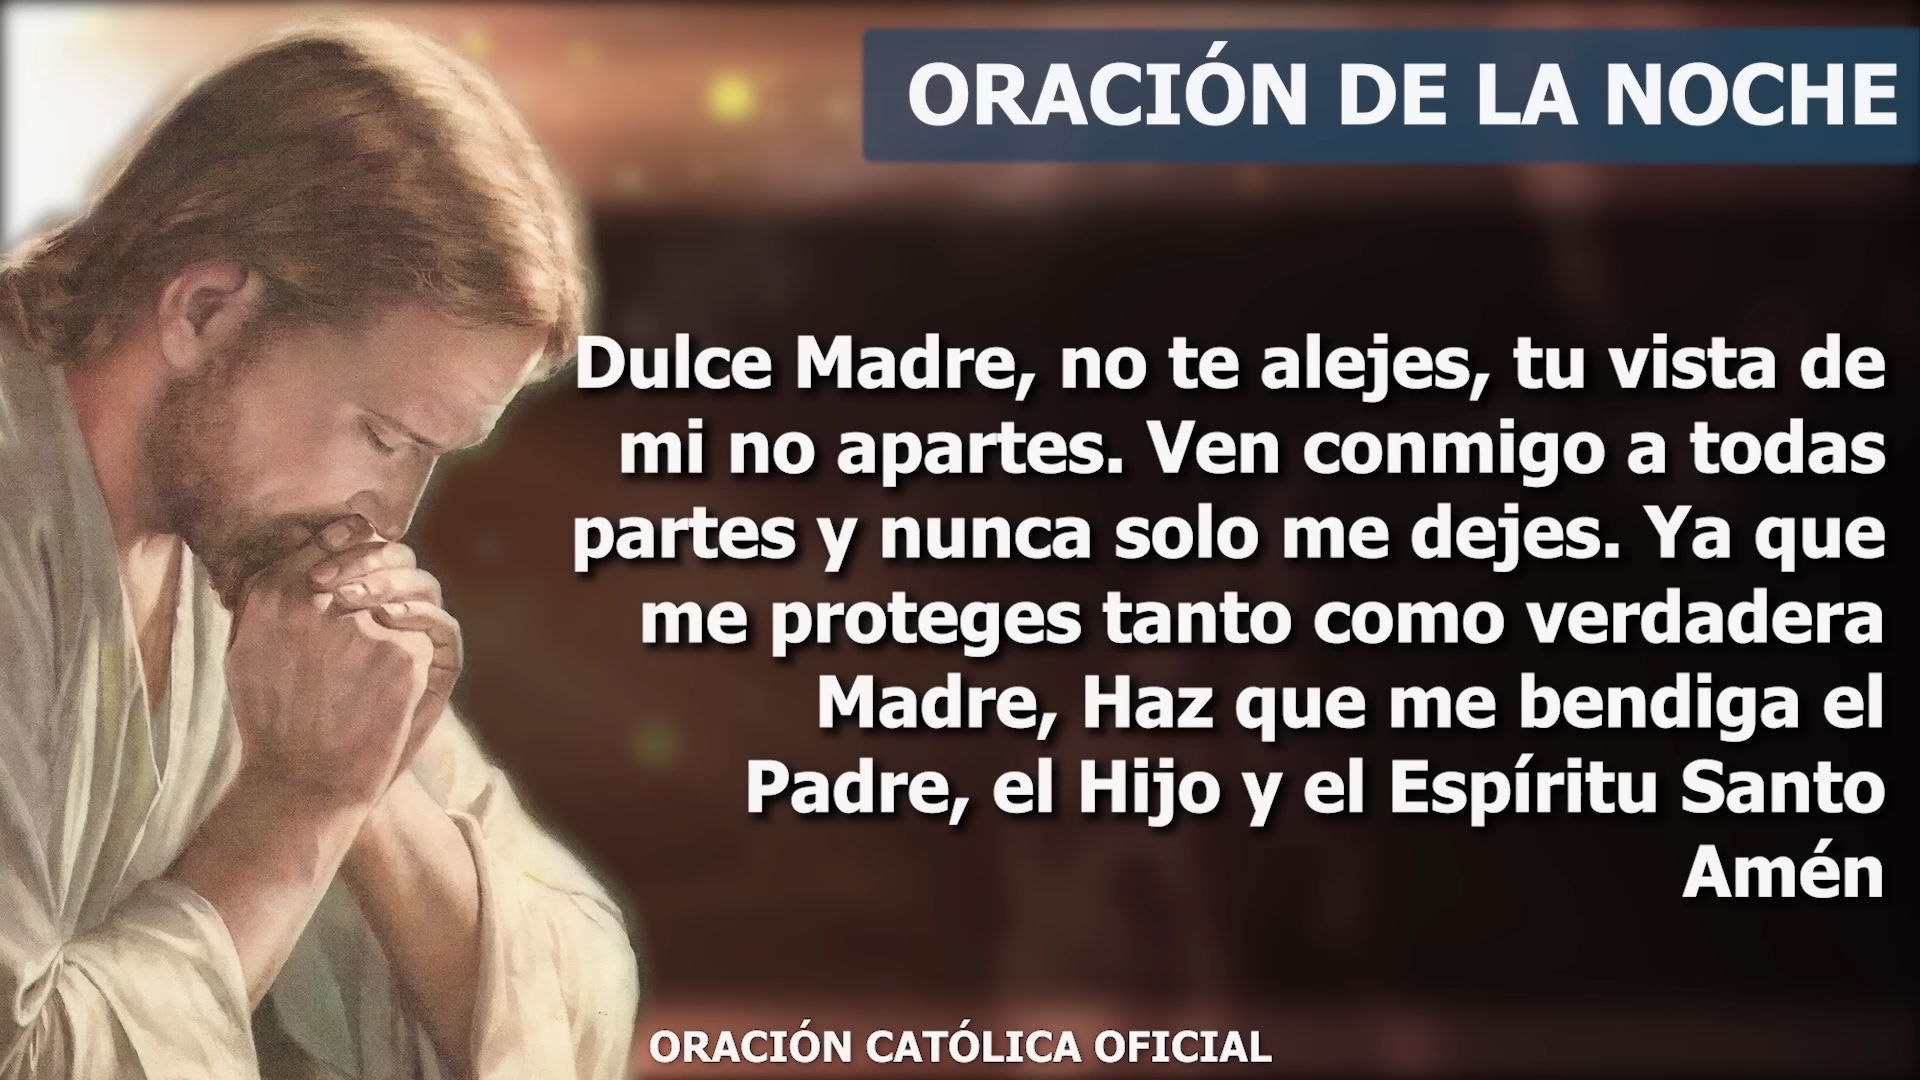 ORACIÓN DE LA NOCHE
Dulce Madre, no te alejes, tu vista de
mi no apartes. Ven conmigo a todas
partes y nunca solo me dejes. Ya que
me proteges tanto como verdadera
Madre, Haz que me bendiga el
Padre, el Hijo y el Espíritu Santo
Amén
ORACIÓN CATÓLICA OFICIAL